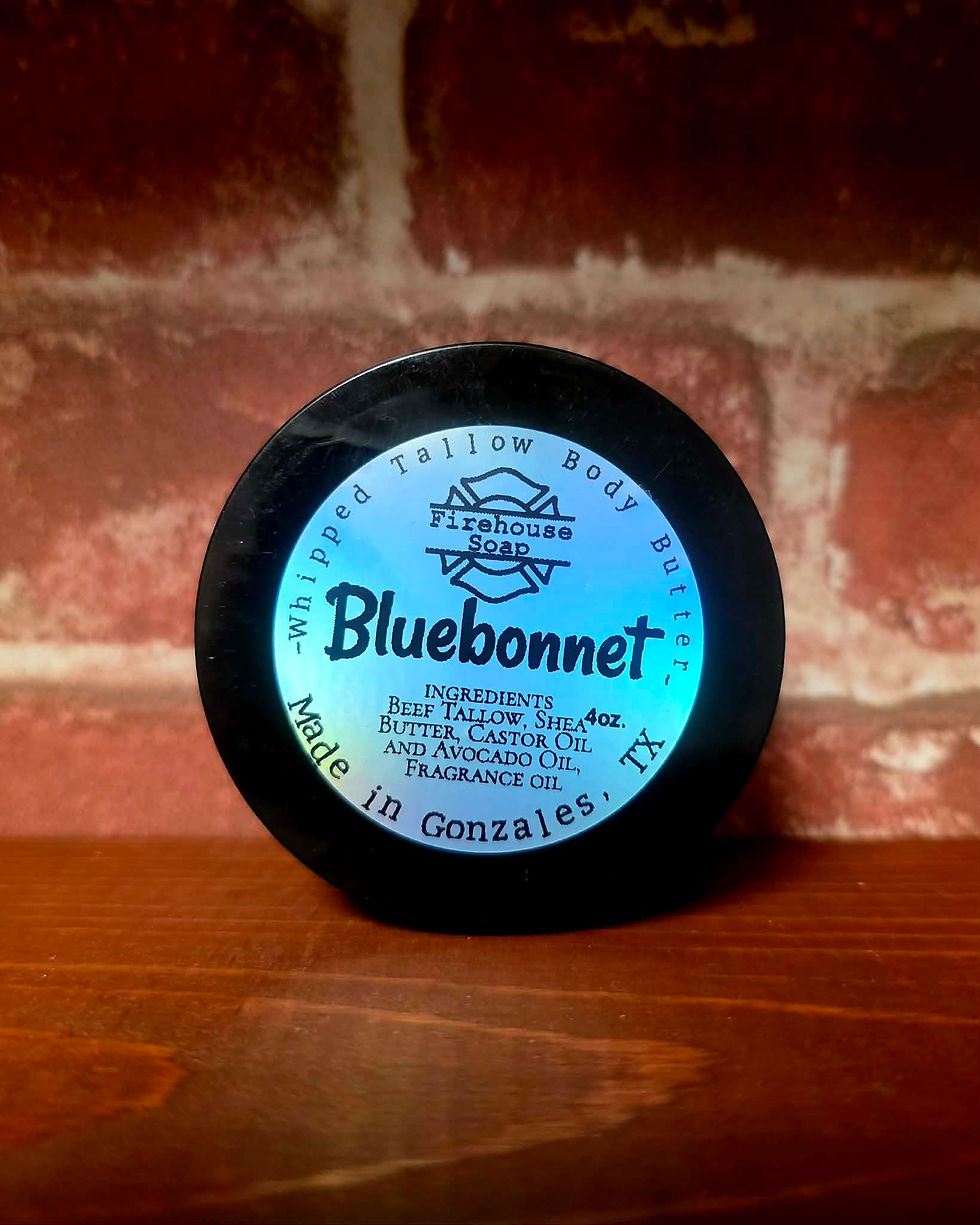 -Whipped Tallow Body Butter-
Firehouse
Soap
Bluebonnet
INGREDIENTS
BEEF TALLOW, SHEA
BUTTER, CASTOR OIL
AND AVOCADO OIL,
FRAGRANCE OIL
4oz.
Made in Gonzales, TX